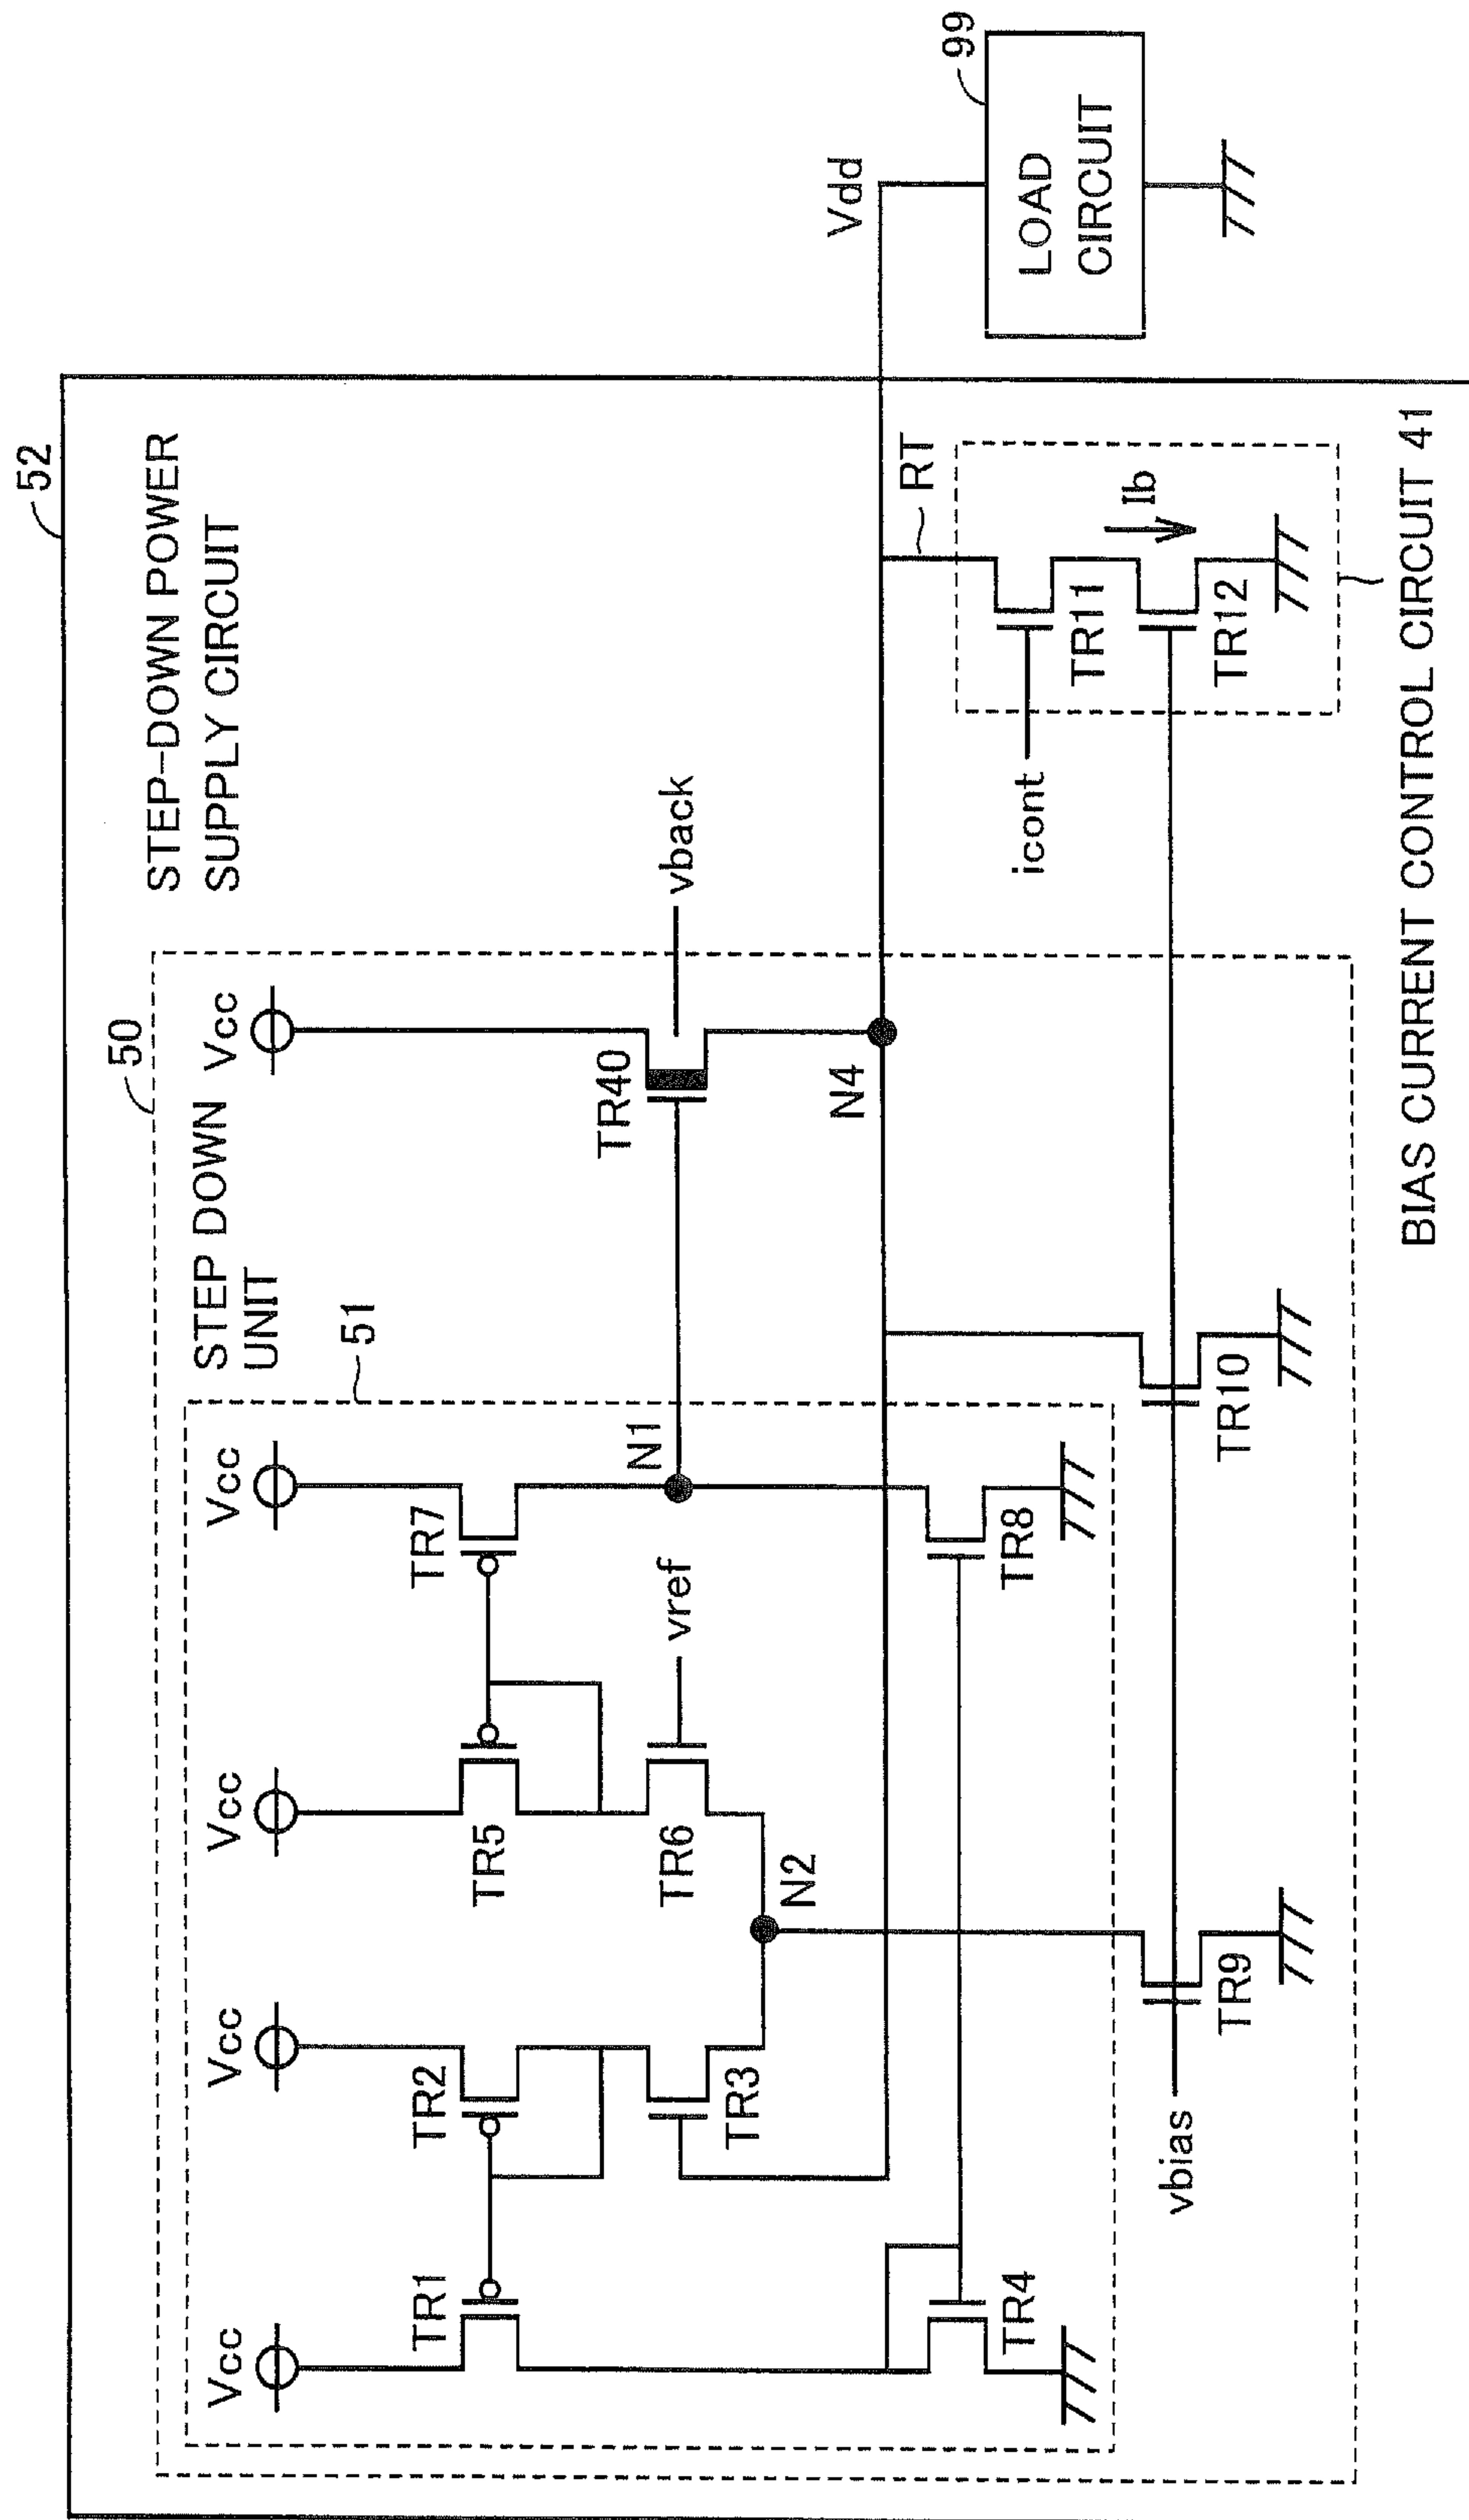 52
STEP-DOWN POWER
SUPPLY CIRCUIT
50
STEP DOWN
UNIT
51
Vcc
Vcc
Vcc
Vcc
Vcc
TR1
TR2
TR5
TR7
TR40
vback
TR3
TR6
vref
N1
N2
N4
Vdd
99
LOAD
CIRCUIT
RT
TR4
TR8
icont
TR11
Ib
vbias
TR9
TR10
TR12
BIAS CURRENT CONTROL CIRCUIT 41